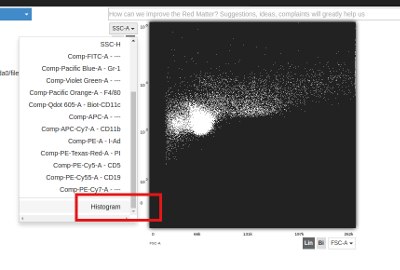 How can we improve the Red Matter? Suggestions, ideas, complaints will greatly help us
SSC-A
SSC-H
Comp-FITC-A - ---
Comp-Pacific Blue-A - Gr-1
Comp-Violet Green-A - ---
Comp-Pacific Orange-A - F4/80
Comp-Qdot 605-A - Biot-CD11c
Comp-APC-A - ---
Comp-APC-Cy7-A - CD11b
Comp-PE-A - I-Ad
Comp-PE-Texas-Red-A - PI
Comp-PE-Cy5-A - CD5
Comp-PE-Cy55-A - CD19
Comp-PE-Cy7-A - ---
Histogram
0
FSC-A
Lin
Bi
FSC-A